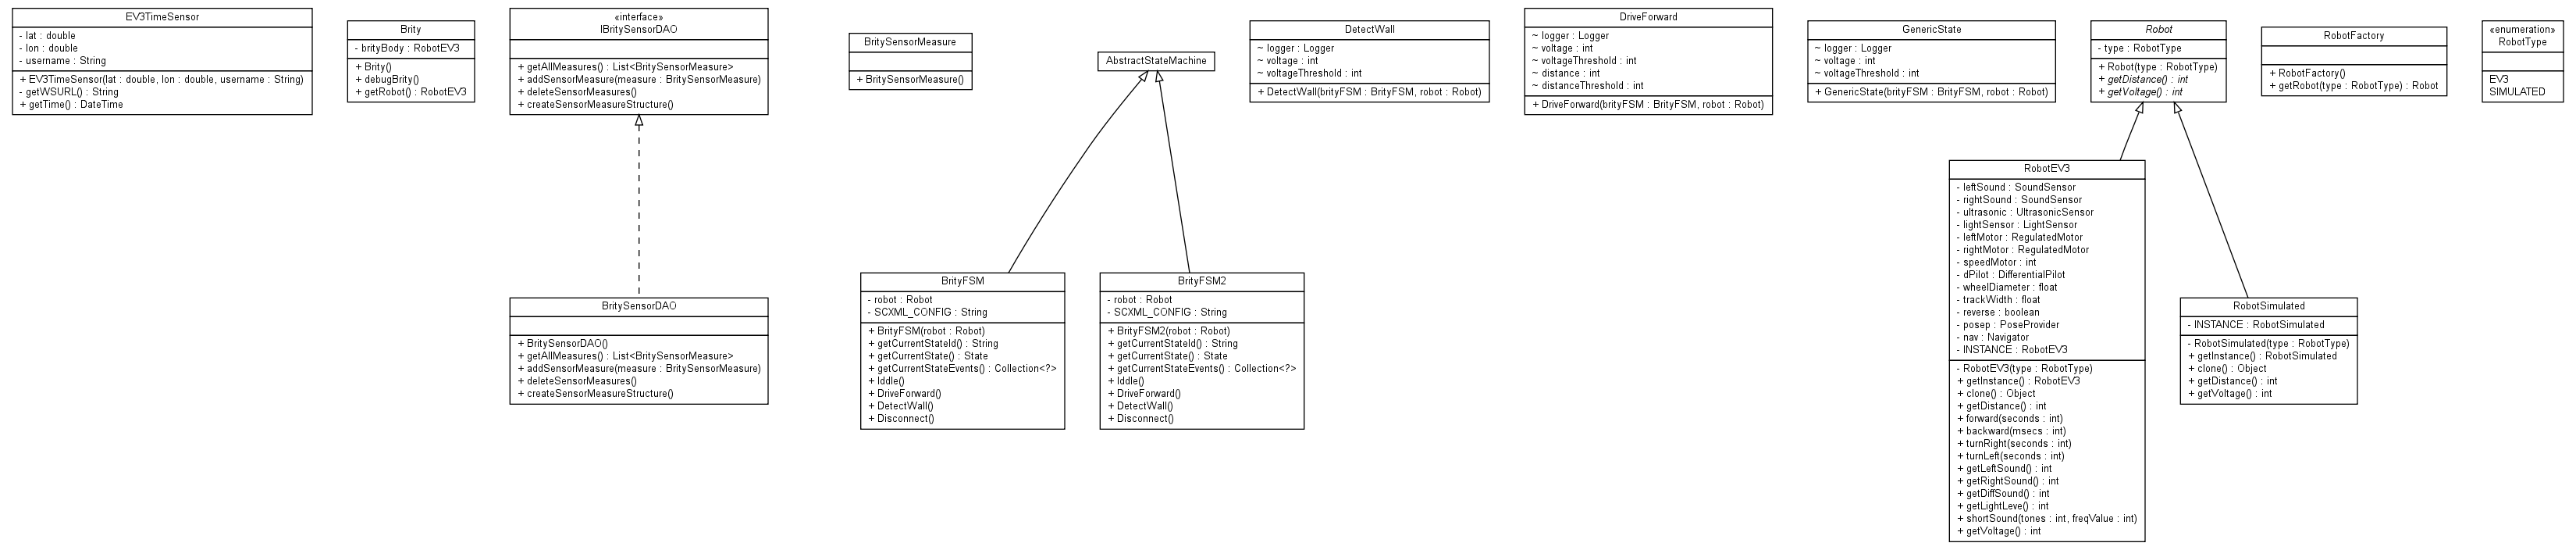 EV3TimeSensor
- lat : double
- lon : double
- username : String
+ EV3TimeSensor(lat : double, lon : double, username : String)
- getWSURL() : String
+ getTime() : DateTime
Brity
- brityBody : RobotEV3
+ Brity()
+ debugBrity()
+ getRobot() : RobotEV3
«interface»
IBritySensorDAO
+ getAllMeasures() : List<BritySensorMeasure>
+ addSensorMeasure(measure : BritySensorMeasure)
+ deleteSensorMeasures()
+ createSensorMeasureStructure()
BritySensorDAO
+ BritySensorDAO()
+ getAllMeasures() : List<BritySensorMeasure>
+ addSensorMeasure(measure : BritySensorMeasure)
+ deleteSensorMeasures()
+ createSensorMeasureStructure()
BritySensorMeasure
+ BritySensorMeasure()
AbstractStateMachine
BrityFSM
- robot : Robot
- SCXML_CONFIG : String
+ BrityFSM(robot : Robot)
+ getCurrentStateId() : String
+ getCurrentState() : State
+ getCurrentStateEvents() : Collection<?>
+ Iddle()
+ DriveForward()
+ DetectWall()
+ Disconnect()
BrityFSM2
- robot : Robot
- SCXML_CONFIG : String
+ BrityFSM2(robot : Robot)
+ getCurrentStateId() : String
+ getCurrentState() : State
+ getCurrentStateEvents() : Collection<?>
+ Iddle()
+ DriveForward()
+ DetectWall()
+ Disconnect()
DetectWall
~ logger : Logger
~ voltage : int
~ voltageThreshold : int
+ DetectWall(brityFSM : BrityFSM, robot : Robot)
DriveForward
~ logger : Logger
~ voltage : int
~ voltageThreshold : int
~ distance : int
~ distanceThreshold : int
+ DriveForward(brityFSM : BrityFSM, robot : Robot)
GenericState
~ logger : Logger
~ voltage : int
~ voltageThreshold : int
+ GenericState(brityFSM : BrityFSM, robot : Robot)
Robot
- type : RobotType
+ Robot(type : RobotType)
+ getDistance() : int
+ getVoltage() : int
RobotEV3
- leftSound : SoundSensor
- rightSound : SoundSensor
- ultrasonic : UltrasonicSensor
- lightSensor : LightSensor
- leftMotor : RegulatedMotor
- rightMotor : RegulatedMotor
- speedMotor : int
- dPilot : DifferentialPilot
- wheelDiameter : float
- trackWidth : float
- reverse : boolean
- posep : PoseProvider
- nav : Navigator
- INSTANCE : RobotEV3
- RobotEV3(type : RobotType)
+ getInstance() : RobotEV3
+ clone() : Object
+ getDistance() : int
+ forward(seconds : int)
+ backward(msecs : int)
+ turnRight(seconds : int)
+ turnLeft(seconds : int)
+ getLeftSound() : int
+ getRightSound() : int
+ getDiffSound() : int
+ getLightLeve() : int
+ shortSound(tones : int, freqValue : int)
+ getVoltage() : int
RobotSimulated
- INSTANCE : RobotSimulated
- RobotSimulated(type : RobotType)
+ getInstance() : RobotSimulated
+ clone() : Object
+ getDistance() : int
+ getVoltage() : int
RobotFactory
+ RobotFactory()
+ getRobot(type : RobotType) : Robot
«enumeration»
RobotType
EV3
SIMULATED